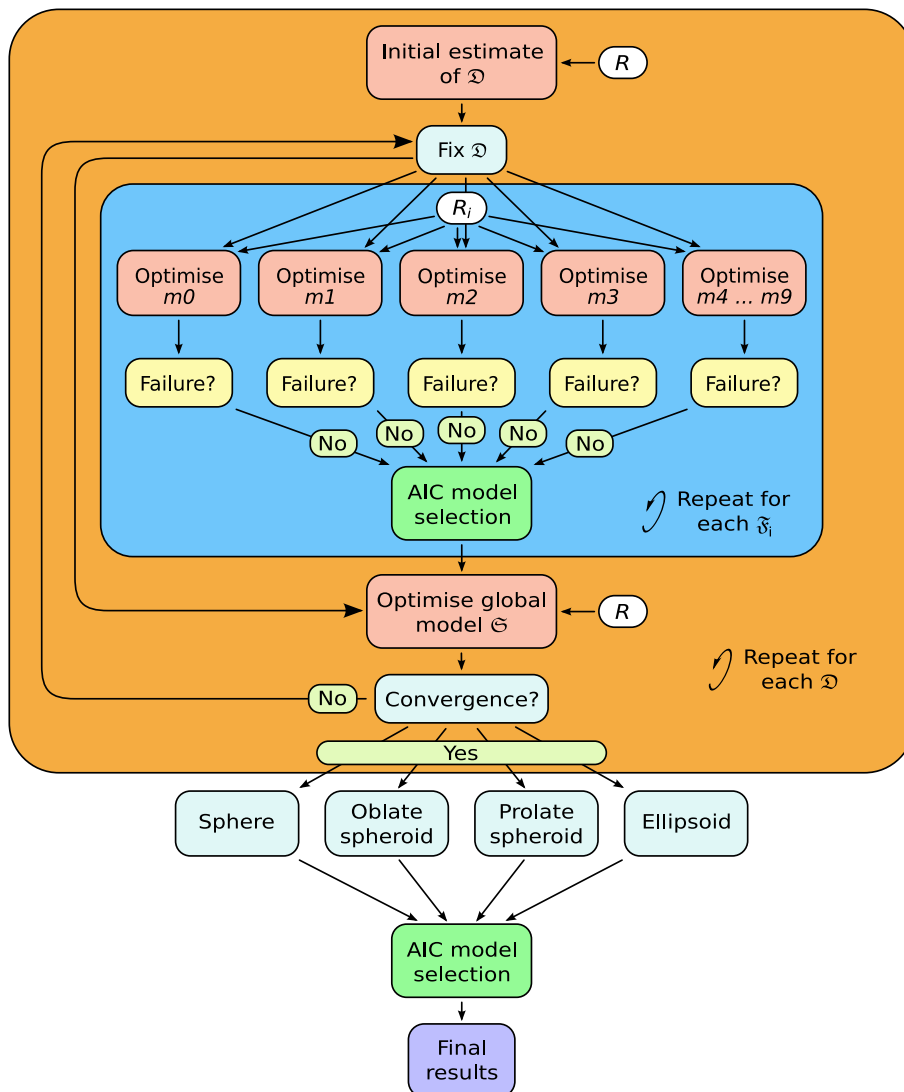 Initial estimate
of 𝔇
R
Fix 𝔇
Rᵢ
Optimise
m0
Optimise
m1
Optimise
m2
Optimise
m3
Optimise
m4 ... m9
Failure?
Failure?
Failure?
Failure?
Failure?
No
No
No
No
No
AIC model
selection
Repeat for
each 𝔉ᵢ
Optimise global
model 𝔖
R
Repeat for
each 𝔇
Convergence?
No
Yes
Sphere
Oblate
spheroid
Prolate
spheroid
Ellipsoid
AIC model
selection
Final
results